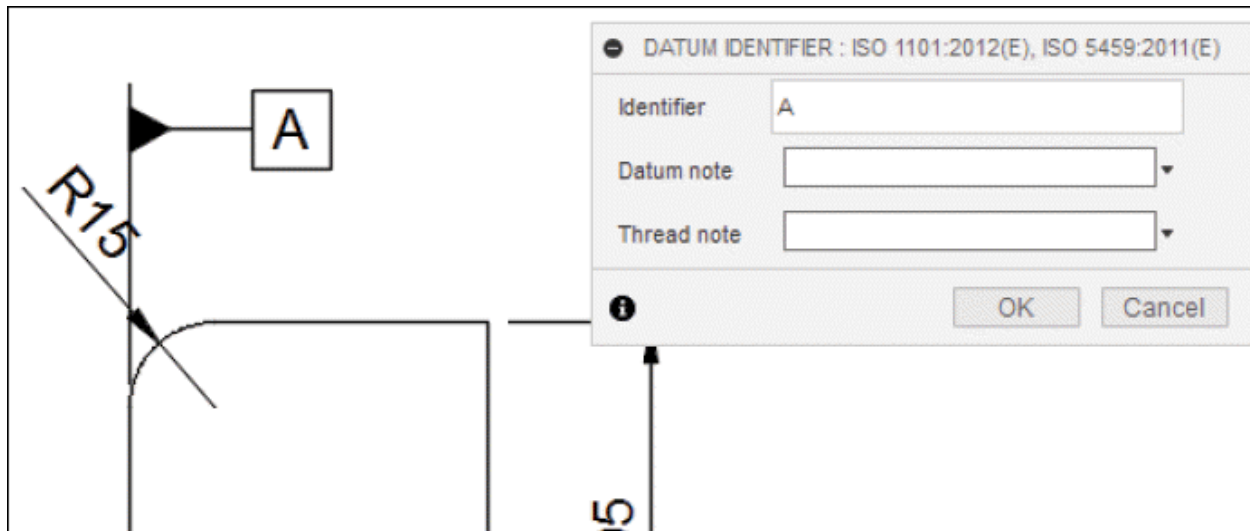 DATUM IDENTIFIER : ISO 1101:2012(E), ISO 5459:2011(E)
Identifier A
Datum note
Thread note
OK Cancel
A
R15